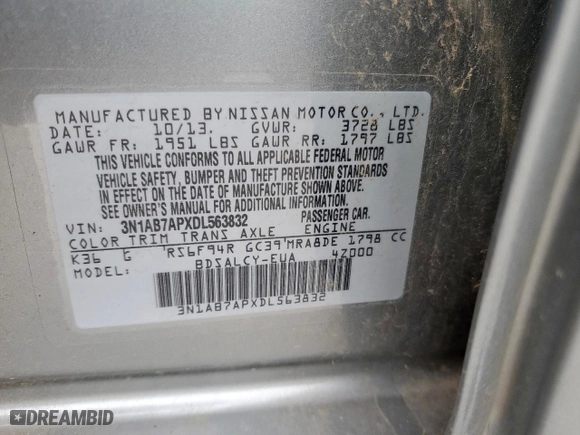 MANUFACTURED BY NISSAN MOTOR CO., LTD.
DATE: 10/13. GVWR: 3728 LBS
GAWR FR: 1951 LBS GAWR RR: 1797 LBS
THIS VEHICLE CONFORMS TO ALL APPLICABLE FEDERAL MOTOR
VEHICLE SAFETY, BUMPER AND THEFT PREVENTION STANDARDS
IN EFFECT ON THE DATE OF MANUFACTURE SHOWN ABOVE.
SEE OWNERS MANUAL FOR ADDITIONAL INFORMATION.
VIN: 3N1AB7APXDL563832 PASSENGER CAR.
COLOR TRIM TRANS AXLE ENGINE
K36 G RS6F94R GC39 MRA8DE 1798 CC
MODEL: BDSALCY-EUA 4Z000
3N1AB7APXDL563832
DREAMBID